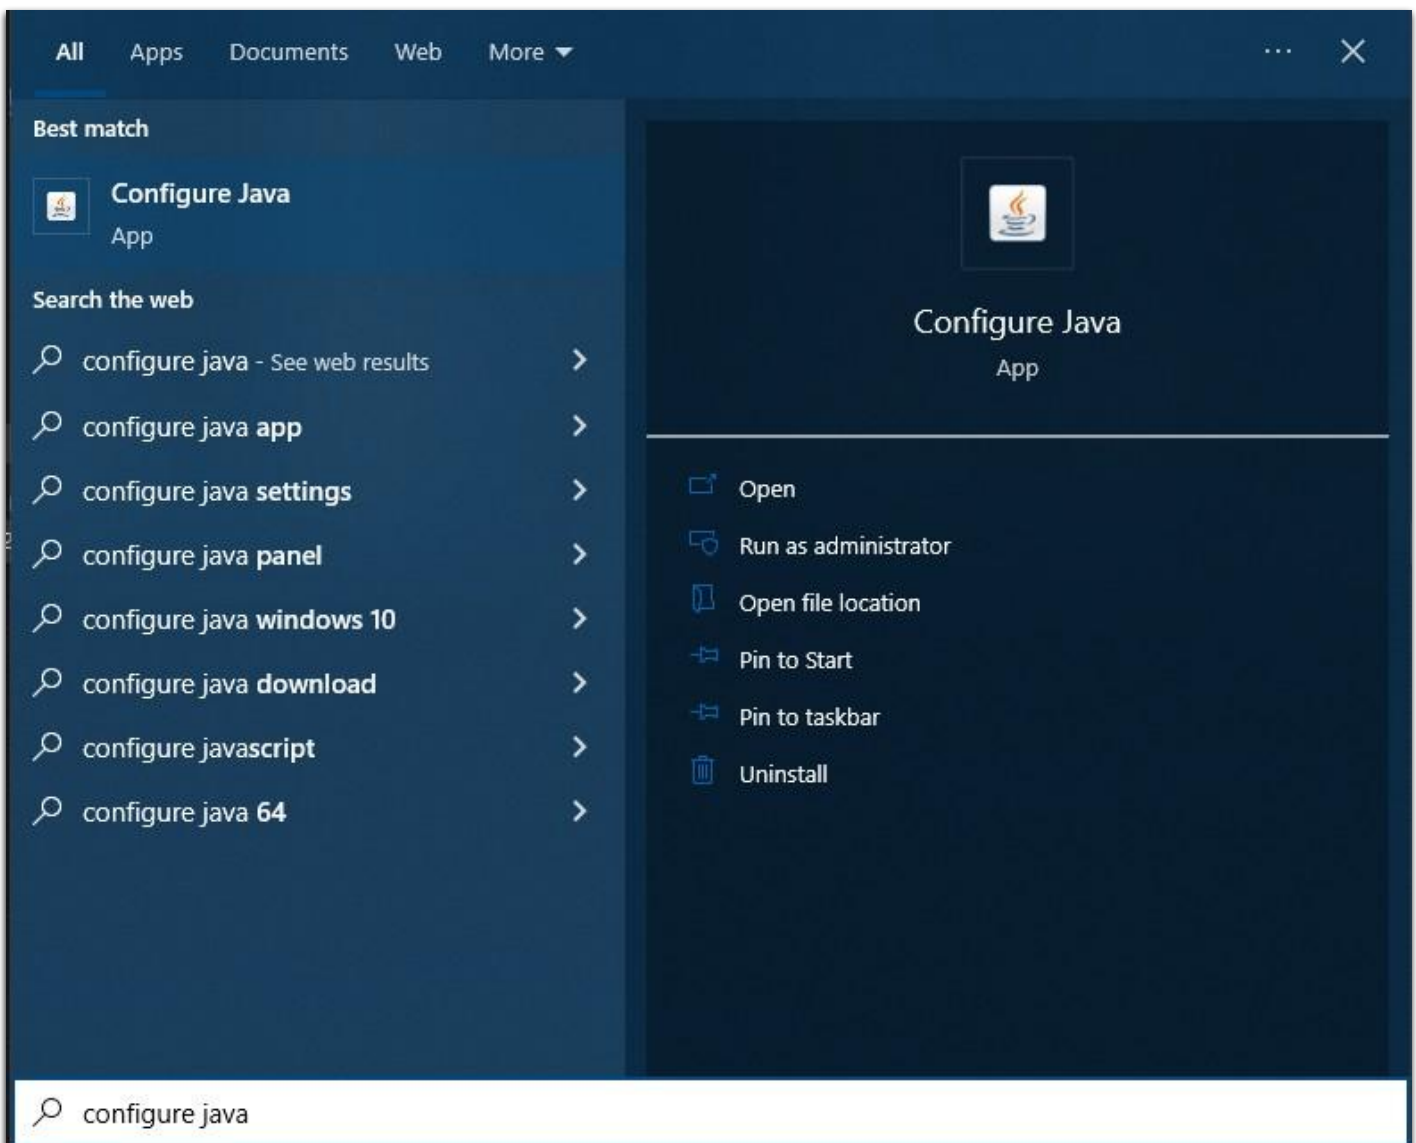 All Apps Documents Web More
Best match
Configure Java
App
Search the web
configure java - See web results
configure java app
configure java settings
configure java panel
configure java windows 10
configure java download
configure javascript
configure java 64
Configure Java
App
Open
Run as administrator
Open file location
Pin to Start
Pin to taskbar
Uninstall
configure java